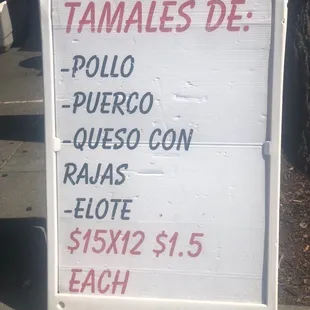 TAMALES DE:
-POLLO
-PUERCO
-QUESO CON
RAJAS
-ELOTE
$15X12 $1.5
EACH